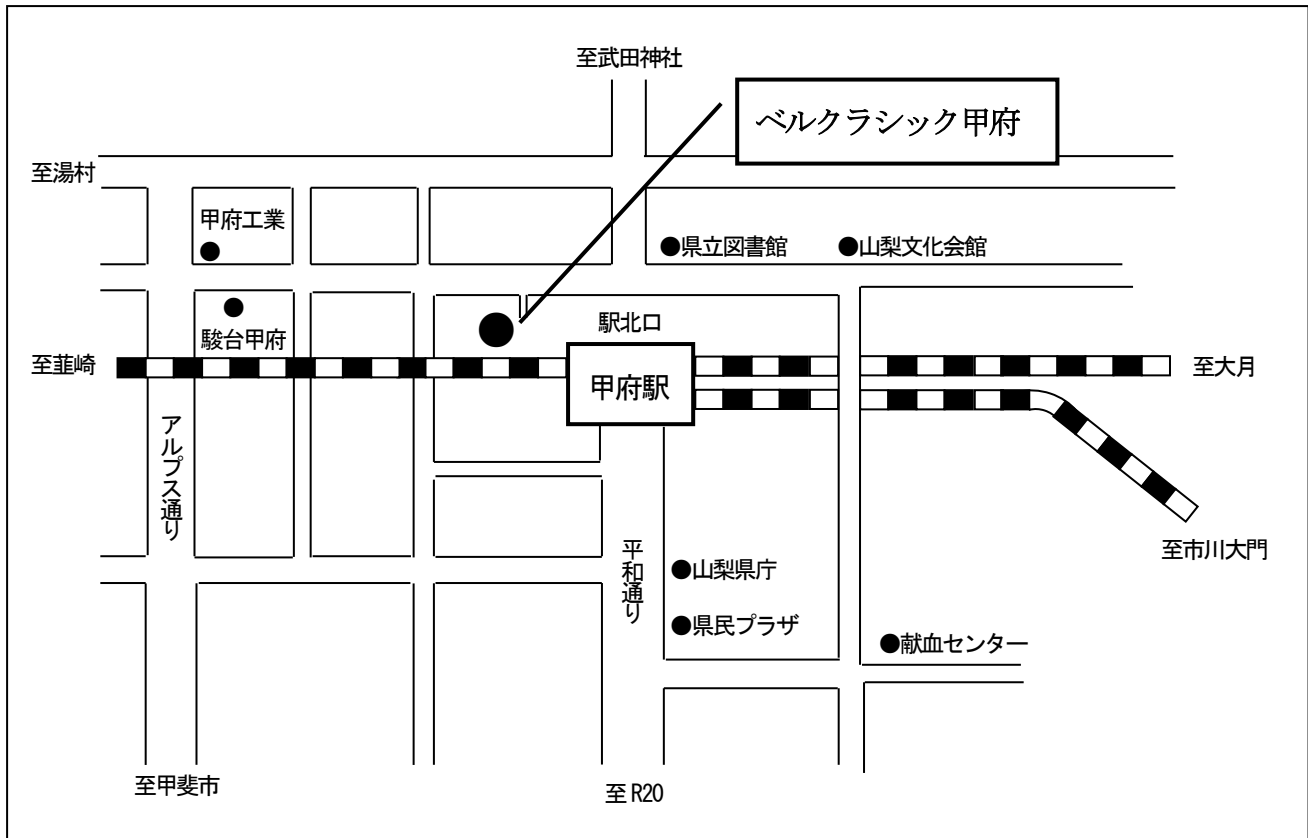 至武田神社
ベルクラシック甲府
至湯村
甲府工業
●県立図書館
●山梨文化会館
駿台甲府
駅北口
至韮崎
甲府駅
至大月
アルプス通り
平和通り
至市川大門
●山梨県庁
●県民プラザ
●献血センター
至甲斐市
至 R20